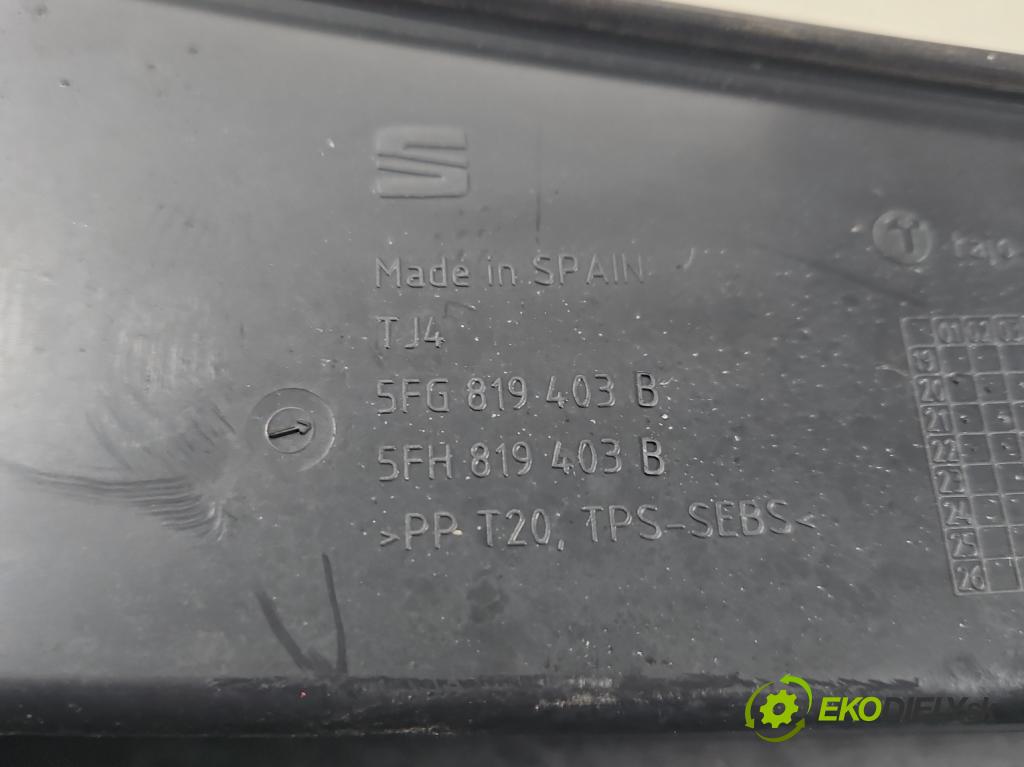 Made in SPAIN
TJ4
5FG 819 403 B
5FH 819 403 B
>PP T20, TPS-SEBS<
01 02 03
19
20
21
22
23
24
25
26
EKODIELY.sk